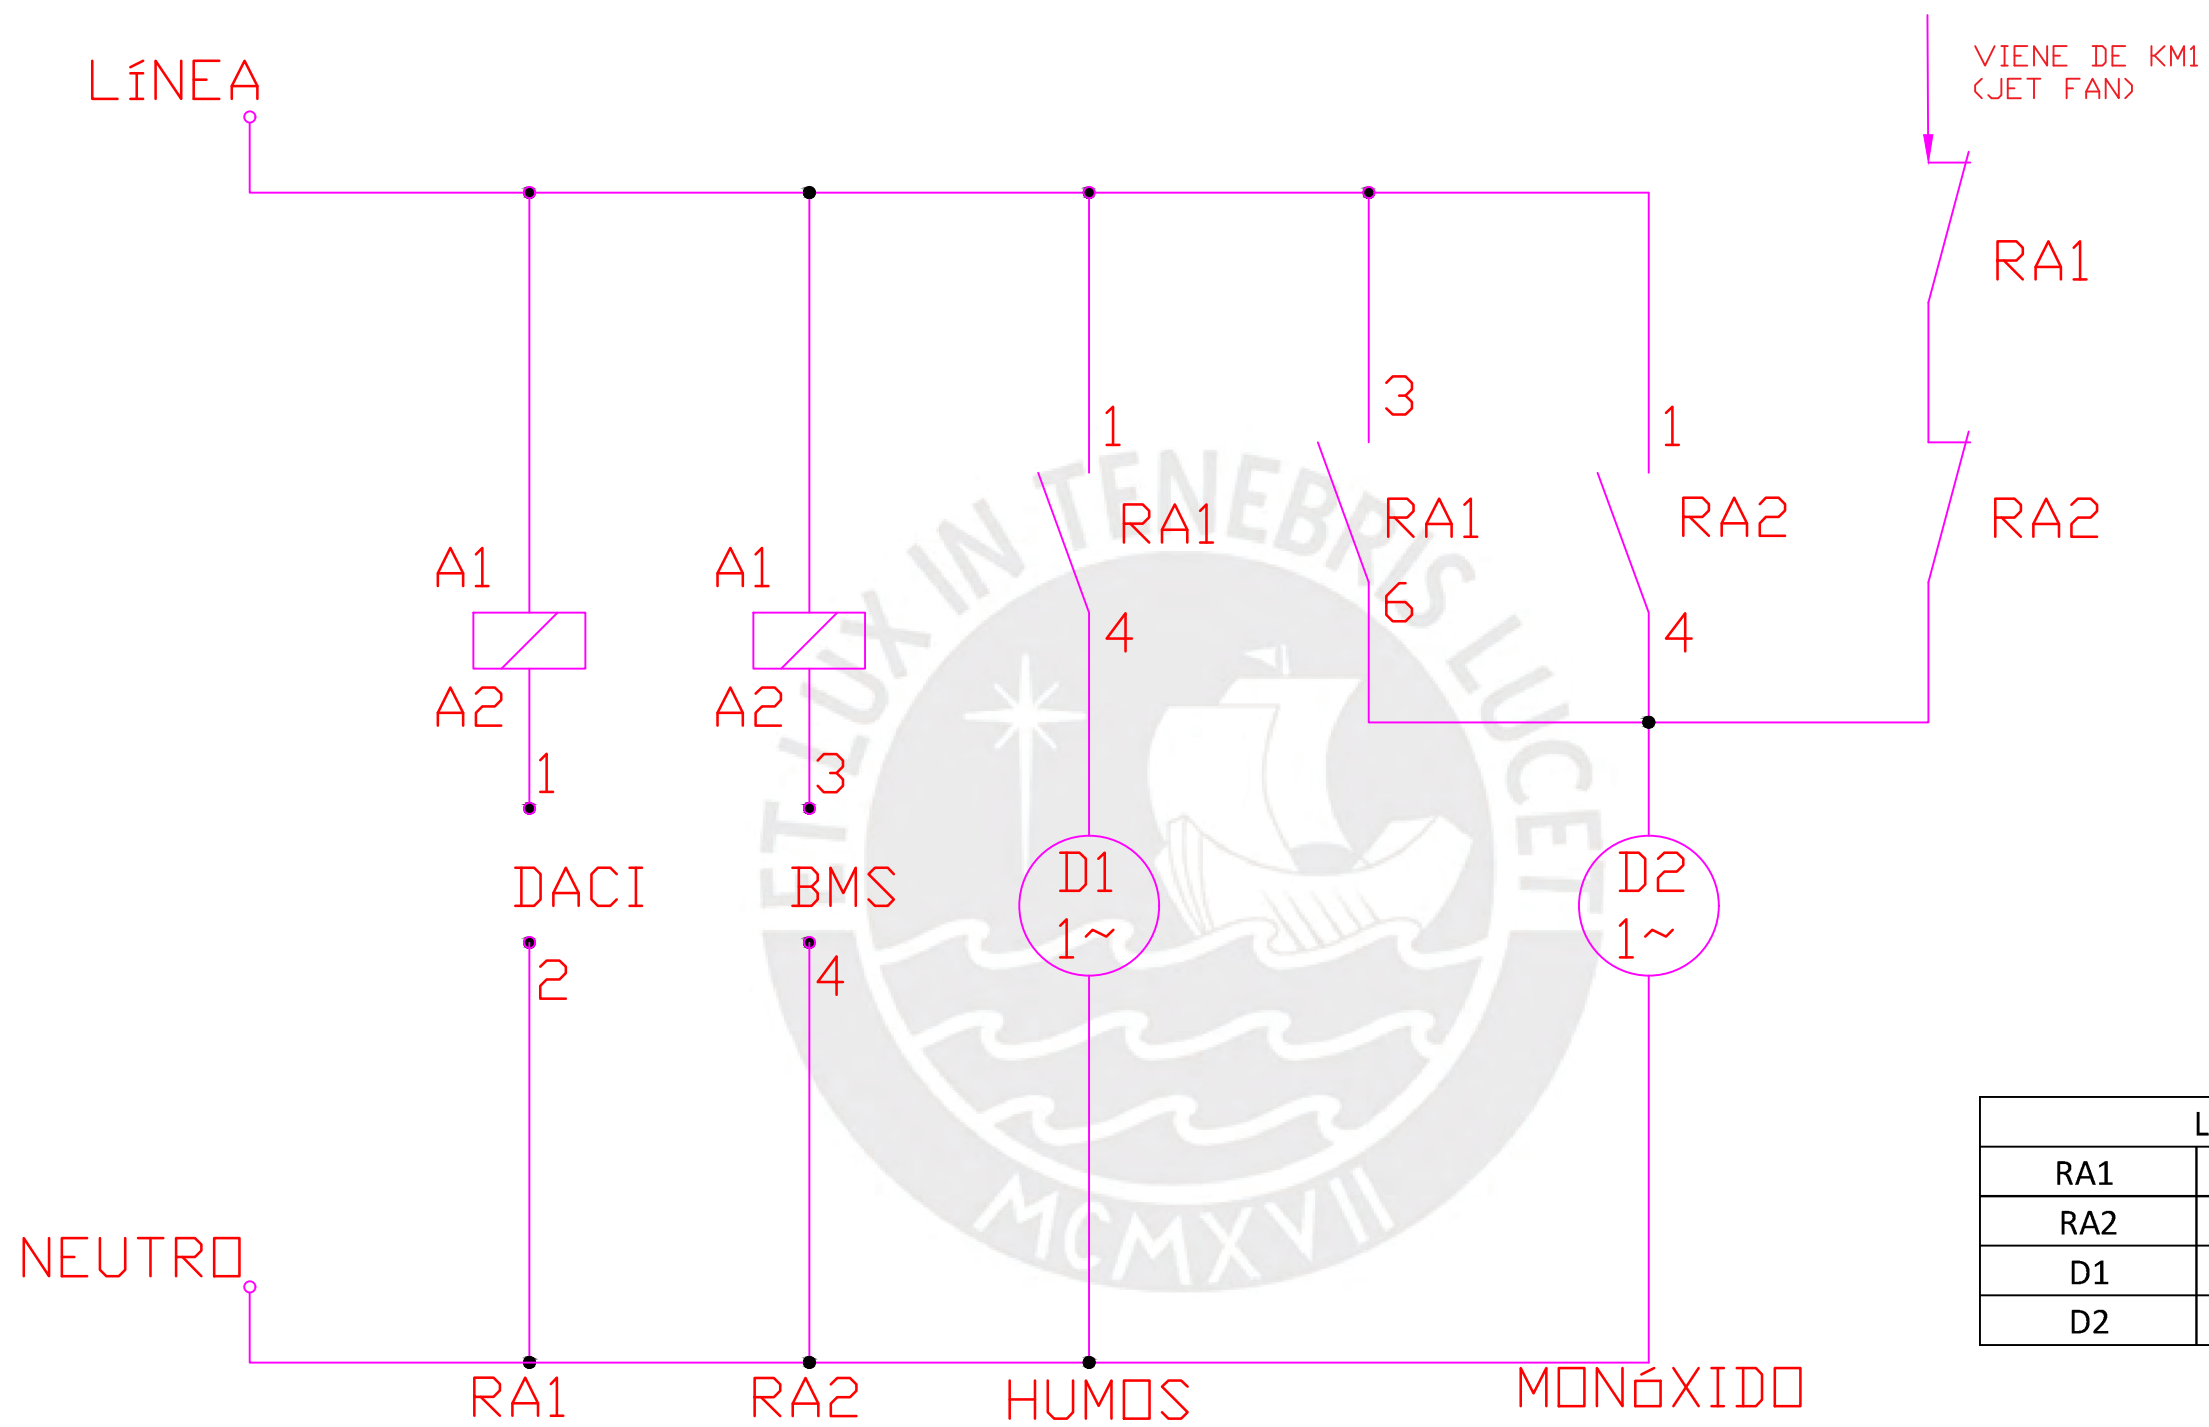 LíNEA
VIENE DE KM1
(JET FAN)
RA1
3
1
1
RA1
RA1
RA2
RA2
A1
A1
6
4
4
A2
A2
1
3
DACI
BMS
D1
1~
D2
1~
2
4
ET LUX IN TENEBRIS LUCET
MCMXVII
L
RA1
RA2
D1
D2
NEUTRO
RA1
RA2
HUMOS
MONóXIDO